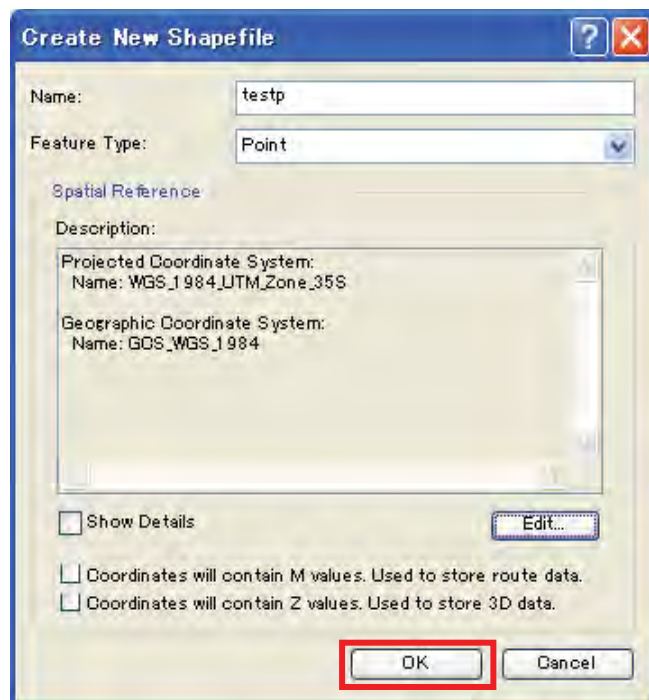 Create New Shapefile
Name: testp
Feature Type: Point
Spatial Reference
Description:
Projected Coordinate System:
Name: WGS_1984_UTM_Zone_35S
Geographic Coordinate System:
Name: GCS_WGS_1984
Show Details
Edit...
Coordinates will contain M values. Used to store route data.
Coordinates will contain Z values. Used to store 3D data.
OK Cancel